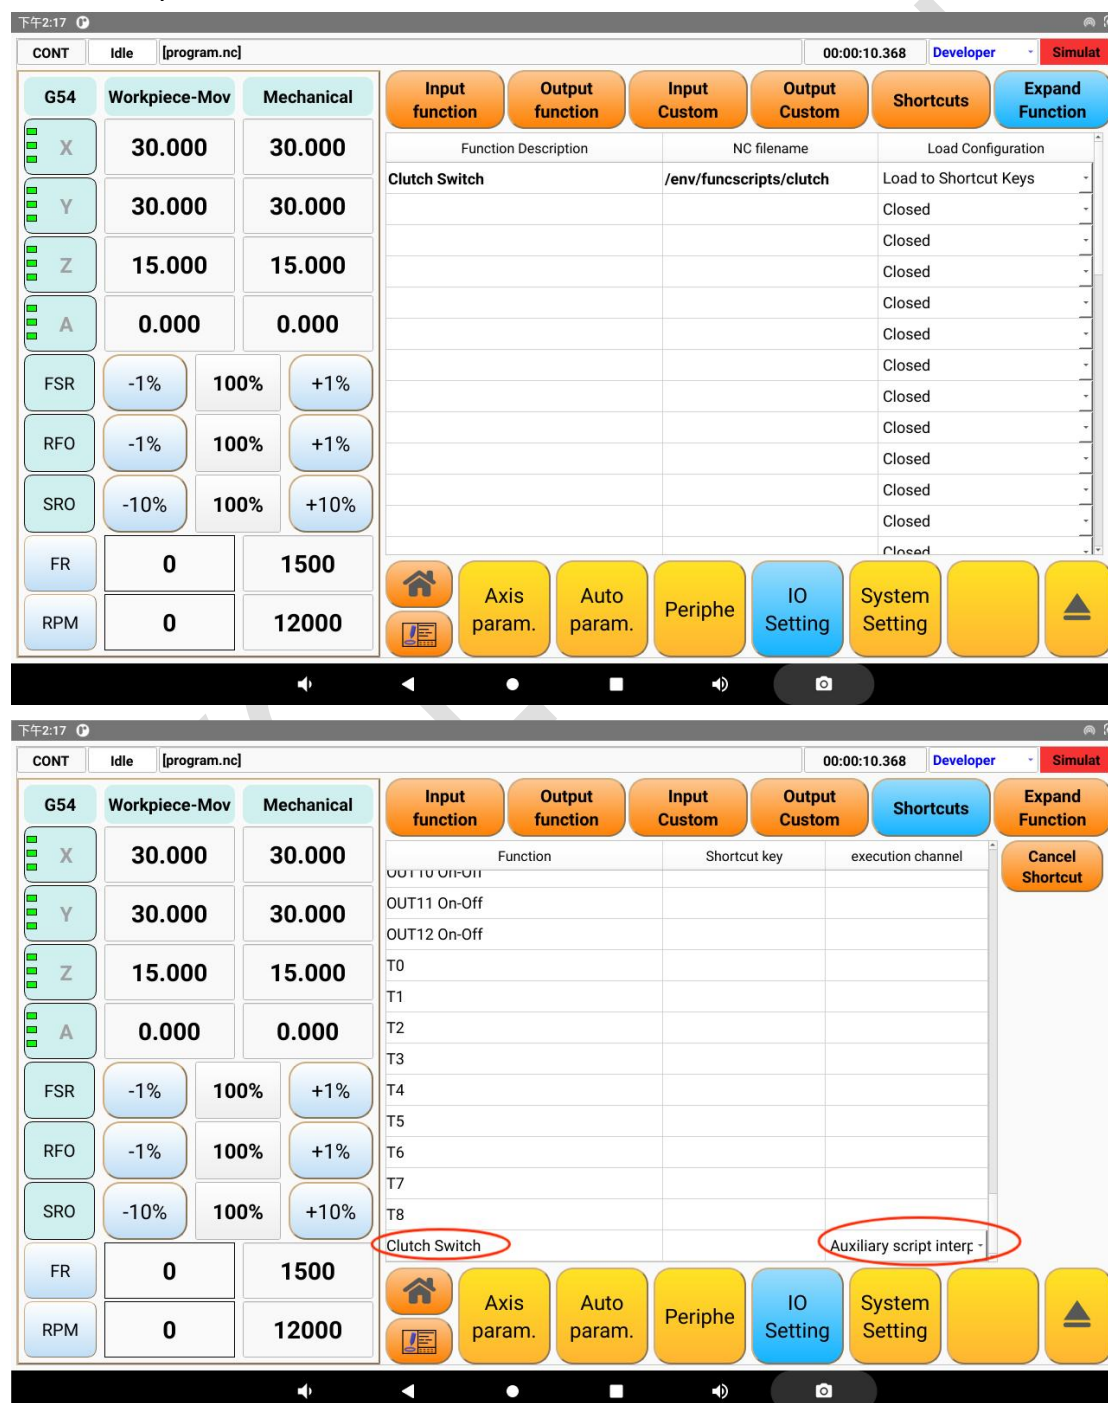 下午2:17
CONT Idle [program.nc] 00:00:10.368 Developer Simulat
G54 Workpiece-Mov Mechanical
X 30.000 30.000
Y 30.000 30.000
Z 15.000 15.000
A 0.000 0.000
FSR -1% 100% +1%
RFO -1% 100% +1%
SRO -10% 100% +10%
FR 0 1500
RPM 0 12000
Input function Output function Input Custom Output Custom Shortcuts Expand Function
Function Description NC filename Load Configuration
Clutch Switch /env/funcscripts/clutch Load to Shortcut Keys
Closed
Closed
Closed
Closed
Closed
Closed
Closed
Closed
Closed
Closed
Closed
Closed
Axis param. Auto param. Periphe IO Setting System Setting
下午2:17
CONT Idle [program.nc] 00:00:10.368 Developer Simulat
G54 Workpiece-Mov Mechanical
X 30.000 30.000
Y 30.000 30.000
Z 15.000 15.000
A 0.000 0.000
FSR -1% 100% +1%
RFO -1% 100% +1%
SRO -10% 100% +10%
FR 0 1500
RPM 0 12000
Input function Output function Input Custom Output Custom Shortcuts Expand Function
Function Shortcut key execution channel Cancel Shortcut
OUT10 On-Off
OUT11 On-Off
OUT12 On-Off
T0
T1
T2
T3
T4
T5
T6
T7
T8
Clutch Switch Auxiliary script interp
Axis param. Auto param. Periphe IO Setting System Setting